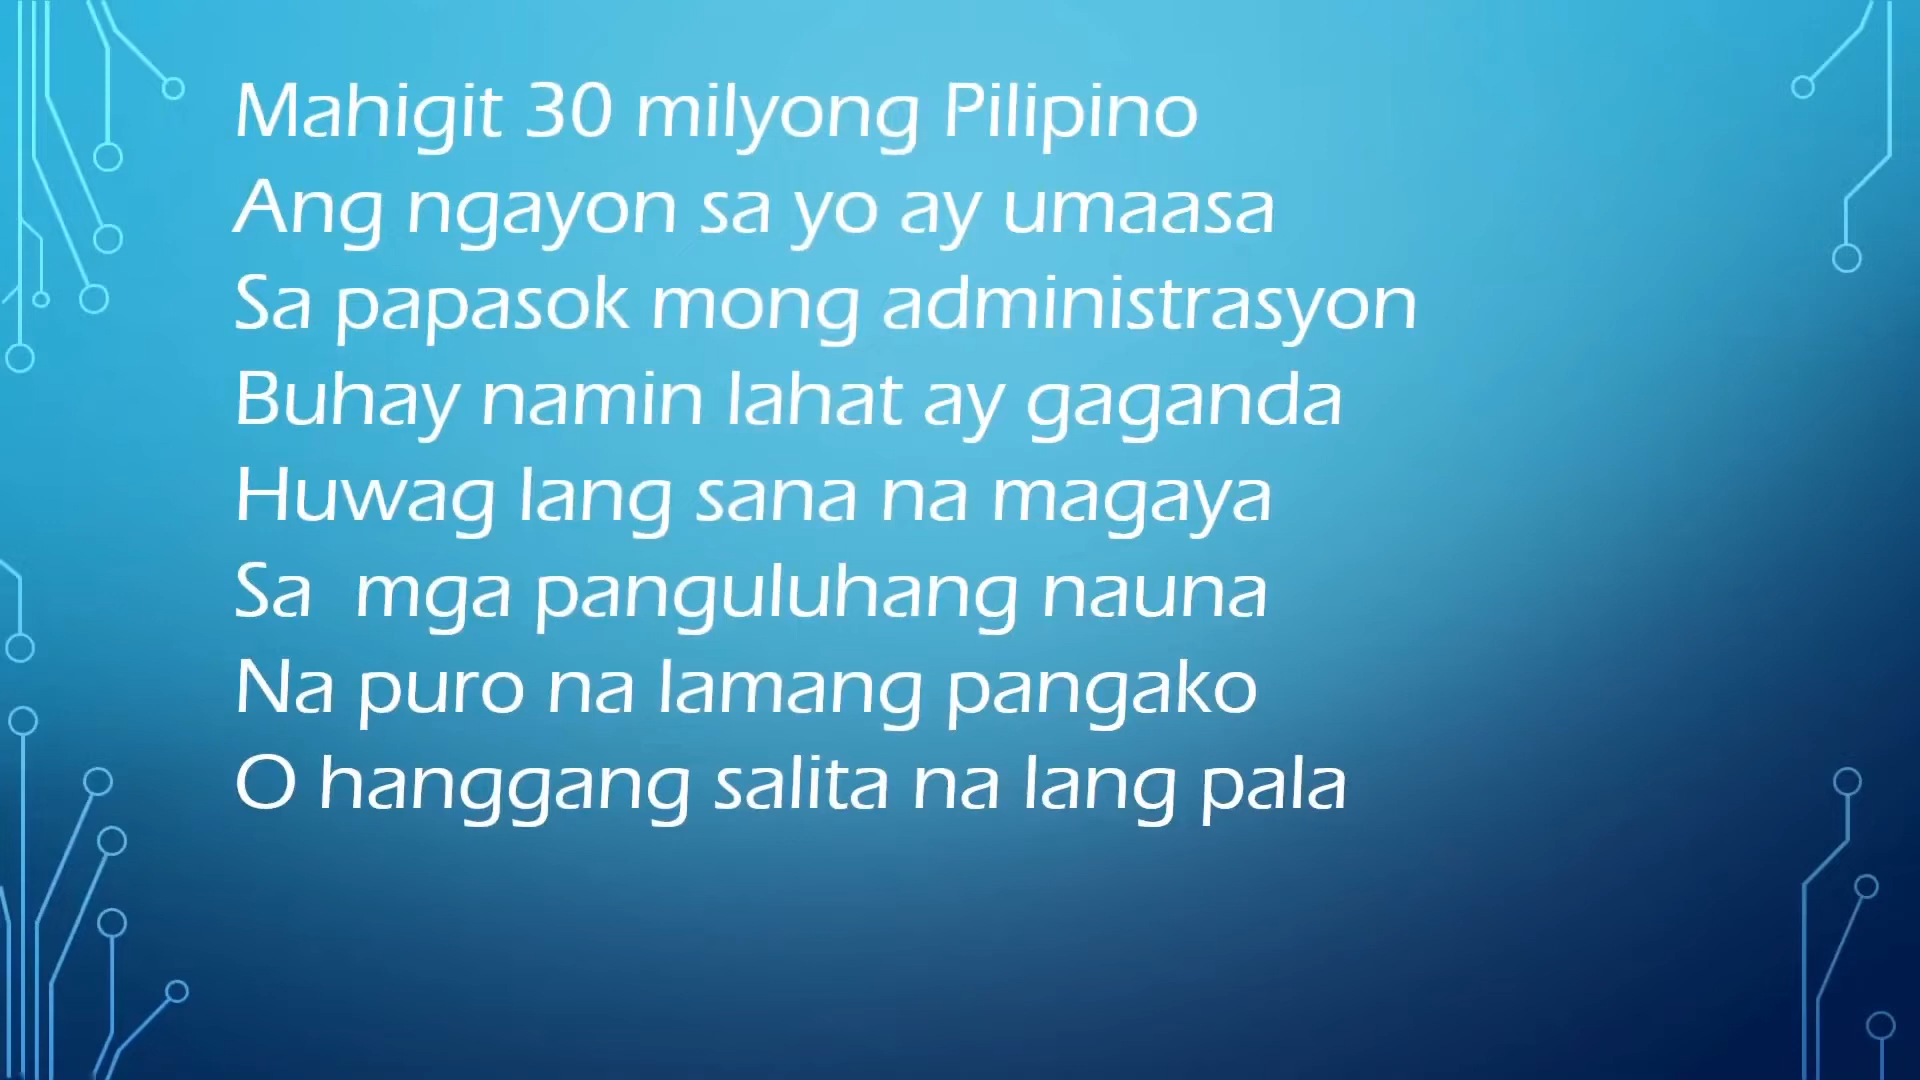 Mahigit 30 milyong Pilipino
Ang ngayon sa yo ay umaasa
Sa papasok mong administrasyon
Buhay namin lahat ay gaganda
Huwag lang sana na magaya
Sa  mga panguluhang nauna
Na puro na lamang pangako
O hanggang salita na lang pala